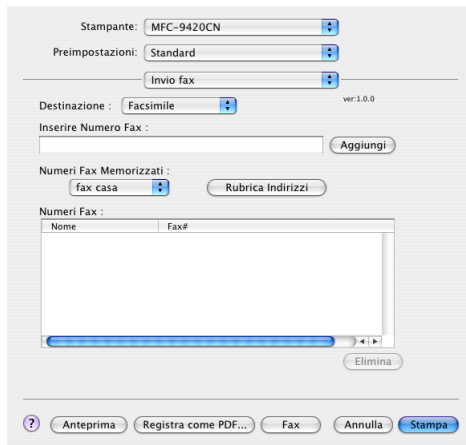 Stampante: MFC-9420CN
Preimpostazioni: Standard
Invio fax
Destinazione : Facsimile ver:1.0.0
Inserire Numero Fax :
Aggiungi
Numeri Fax Memorizzati :
fax casa Rubrica Indirizzi
Numeri Fax :
Nome Fax#
Elimina
? Anteprima Registra come PDF... Fax Annulla Stampa